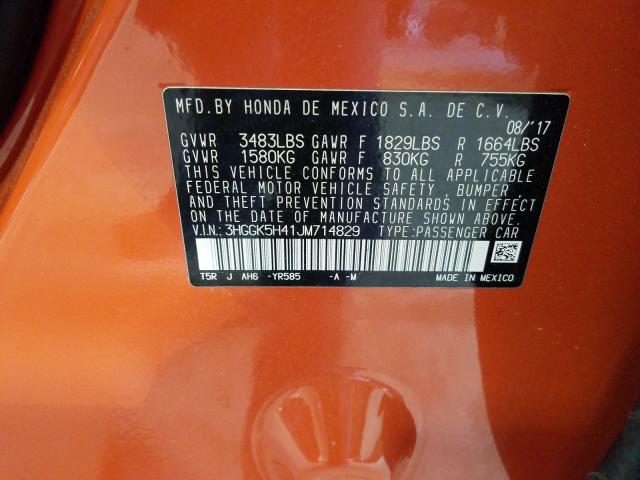 MFD.BY HONDA DE MEXICO S.A. DE C.V.
08/'17
GVWR 3483LBS GAWR F 1829LBS R 1664LBS
GVWR 1580KG GAWR F 830KG R 755KG
THIS VEHICLE CONFORMS TO ALL APPLICABLE
FEDERAL MOTOR VEHICLE SAFETY, BUMPER,
AND THEFT PREVENTION STANDARDS IN EFFECT
ON THE DATE OF MANUFACTURE SHOWN ABOVE.
V.I.N.: 3HGGK5H41JM714829 TYPE:PASSENGER CAR
T5R J AH6 -YR585 -A -M MADE IN MEXICO